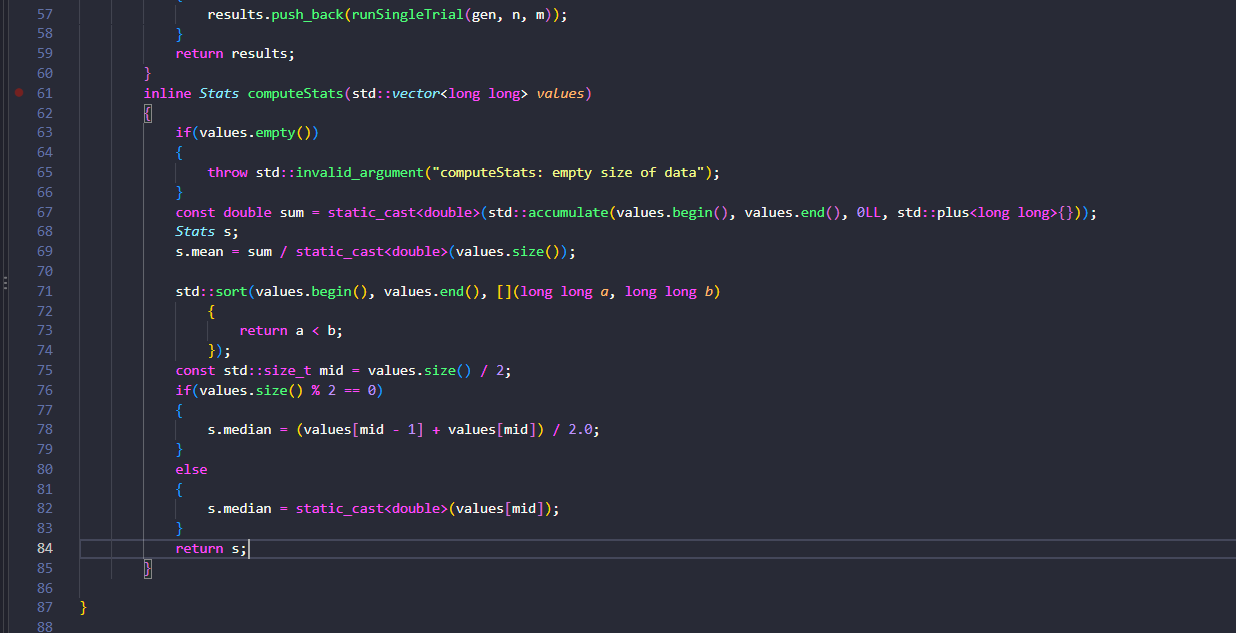 57 results.push_back(runSingleTrial(gen, n, m));
58 }
59 return results;
60 }
61 inline Stats computeStats(std::vector<long long> values)
62 {
63 if(values.empty())
64 {
65 throw std::invalid_argument("computeStats: empty size of data");
66 }
67 const double sum = static_cast<double>(std::accumulate(values.begin(), values.end(), 0LL, std::plus<long long>{}));
68 Stats s;
69 s.mean = sum / static_cast<double>(values.size());
70
71 std::sort(values.begin(), values.end(), [](long long a, long long b)
72 {
73 return a < b;
74 });
75 const std::size_t mid = values.size() / 2;
76 if(values.size() % 2 == 0)
77 {
78 s.median = (values[mid - 1] + values[mid]) / 2.0;
79 }
80 else
81 {
82 s.median = static_cast<double>(values[mid]);
83 }
84 return s;
85 }
86
87 }
88